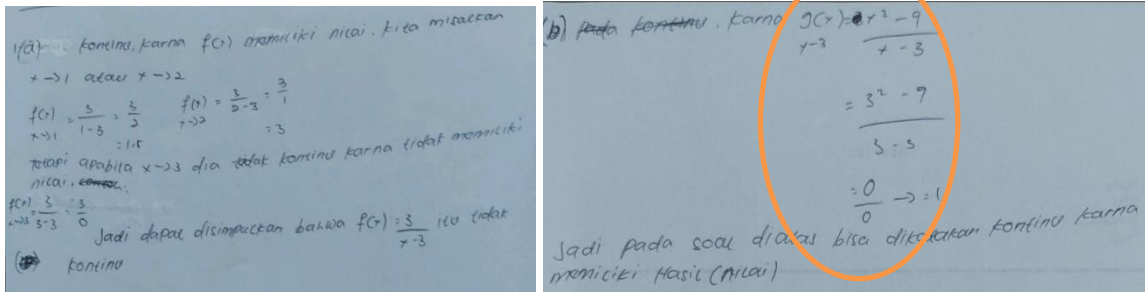 1(a) kontinu, karna f(x) memiliki nilai. kita misalkan
x → 1 atau x → 2
f(x) = 3/(1-3) = 3/2 f(x) = 3/(2-3) = 3/1
x→1 x→2
= 1.5 = 3
tetapi apabila x → 3 dia tidak kontinu karna tidak memiliki
nilai,
f(x) = 3/(3-3) = 3/0
x→3
Jadi dapat disimpulkan bahwa f(x) = 3/(x-3) itu tidak
kontinu
(b) pada kontinu. karna g(x) = x² - 9
x→3 x - 3
= 3² - 9
3 - 3
= 0
0 → = 1
Jadi pada soal diatas bisa dikatakan kontinu karna
memiliki Hasil (nilai)